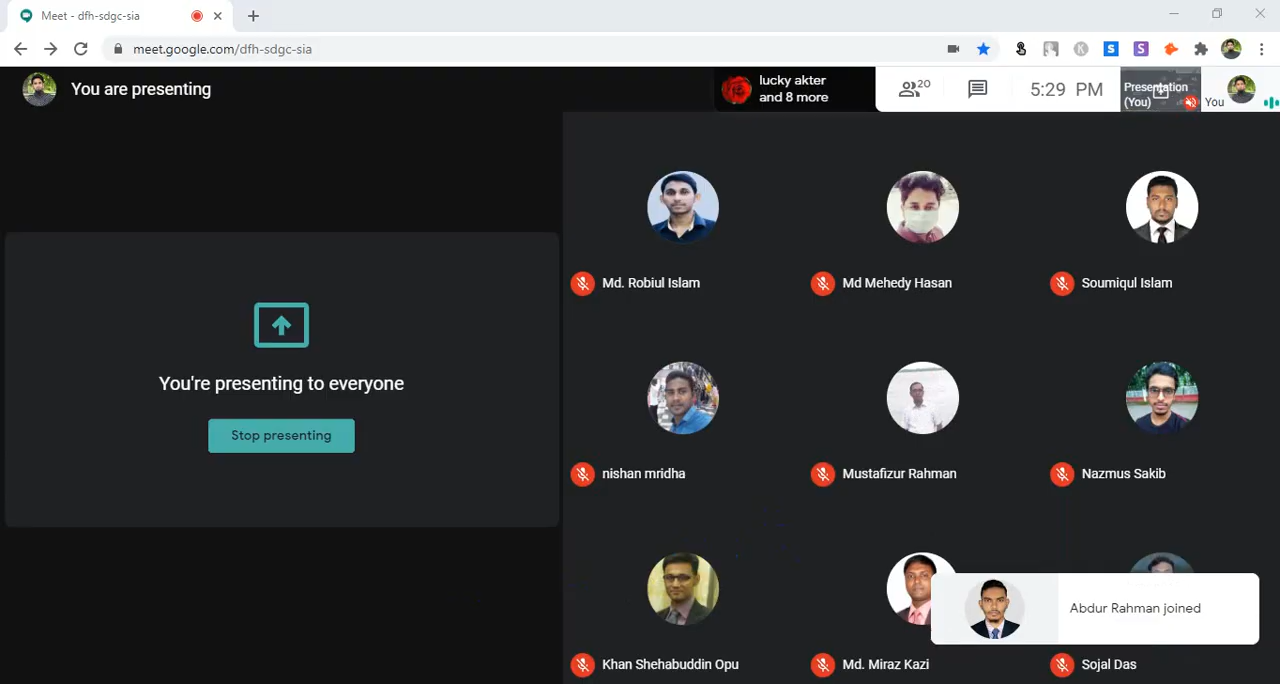 Meet - dfh-sdgc-sia
meet.google.com/dfh-sdgc-sia
You are presenting
lucky akter
and 8 more
20
5:29 PM
Presentation
(You)
You
You're presenting to everyone
Stop presenting
Md. Robiul Islam
Md Mehedy Hasan
Soumiqul Islam
nishan mridha
Mustafizur Rahman
Nazmus Sakib
Abdur Rahman joined
Khan Shehabuddin Opu
Md. Miraz Kazi
Sojal Das